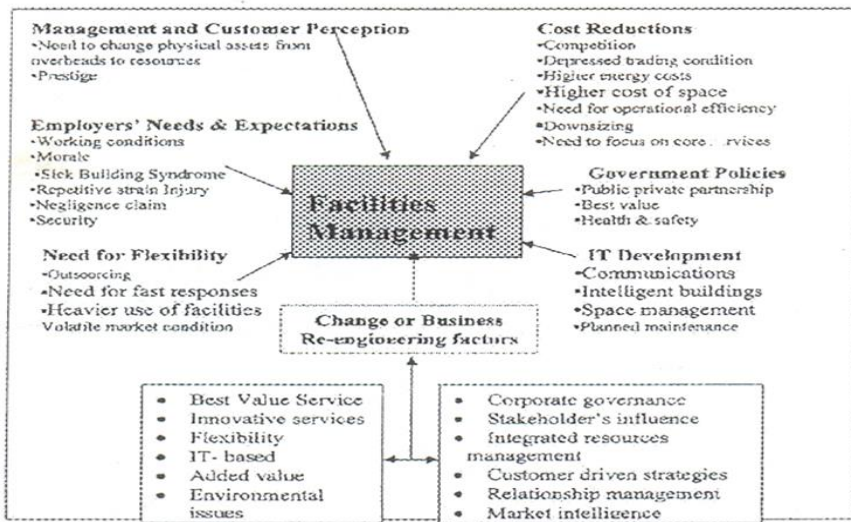 Management and Customer Perception
•Need to change physical assets from
overheads to resources
•Prestige
Employers' Needs & Expectations
•Working conditions
•Morale
•Sick Building Syndrome
•Repetitive strain Injury
•Negligence claim
•Security
Need for Flexibility
•Outsourcing
•Need for fast responses
•Heavier use of facilities
Volatile market condition
Cost Reductions
•Competition
•Depressed trading condition
•Higher energy costs
•Higher cost of space
•Need for operational efficiency
•Downsizing
•Need to focus on core
Government Policies
•Public private partnership
•Best value
•Health & safety
IT Development
•Communications
•Intelligent buildings
•Space management
•Planned maintenance
Facilities
Management
Change or Business
Re-engineering factors
• Best Value Service
• Innovative services
• Flexibility
• IT- based
• Added value
• Environmental
issues
• Corporate governance
• Stakeholder's influence
• Integrated resources
management
• Customer driven strategies
• Relationship management
• Market intelligence